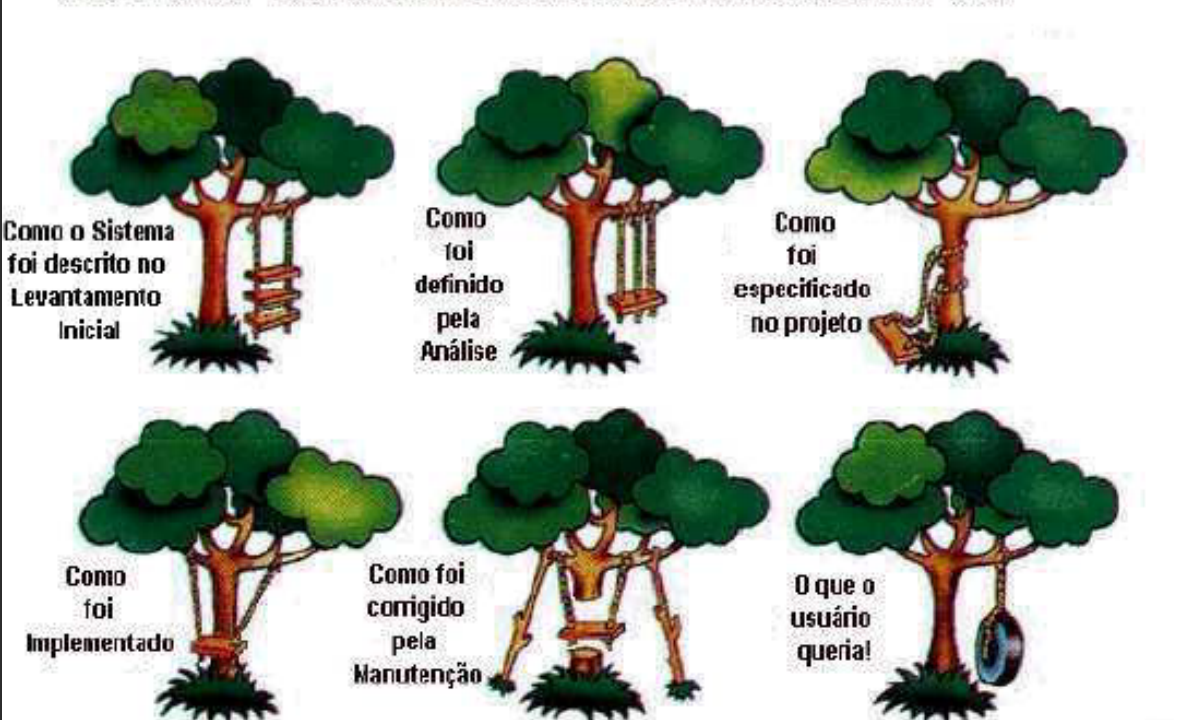 Como o Sistema
foi descrito no
Levantamento
Inicial
Como
foi
definido
pela
Análise
Como
foi
especificado
no projeto
Como
foi
Implementado
Como foi
corrigido
pela
Manutenção
O que o
usuário
queria!